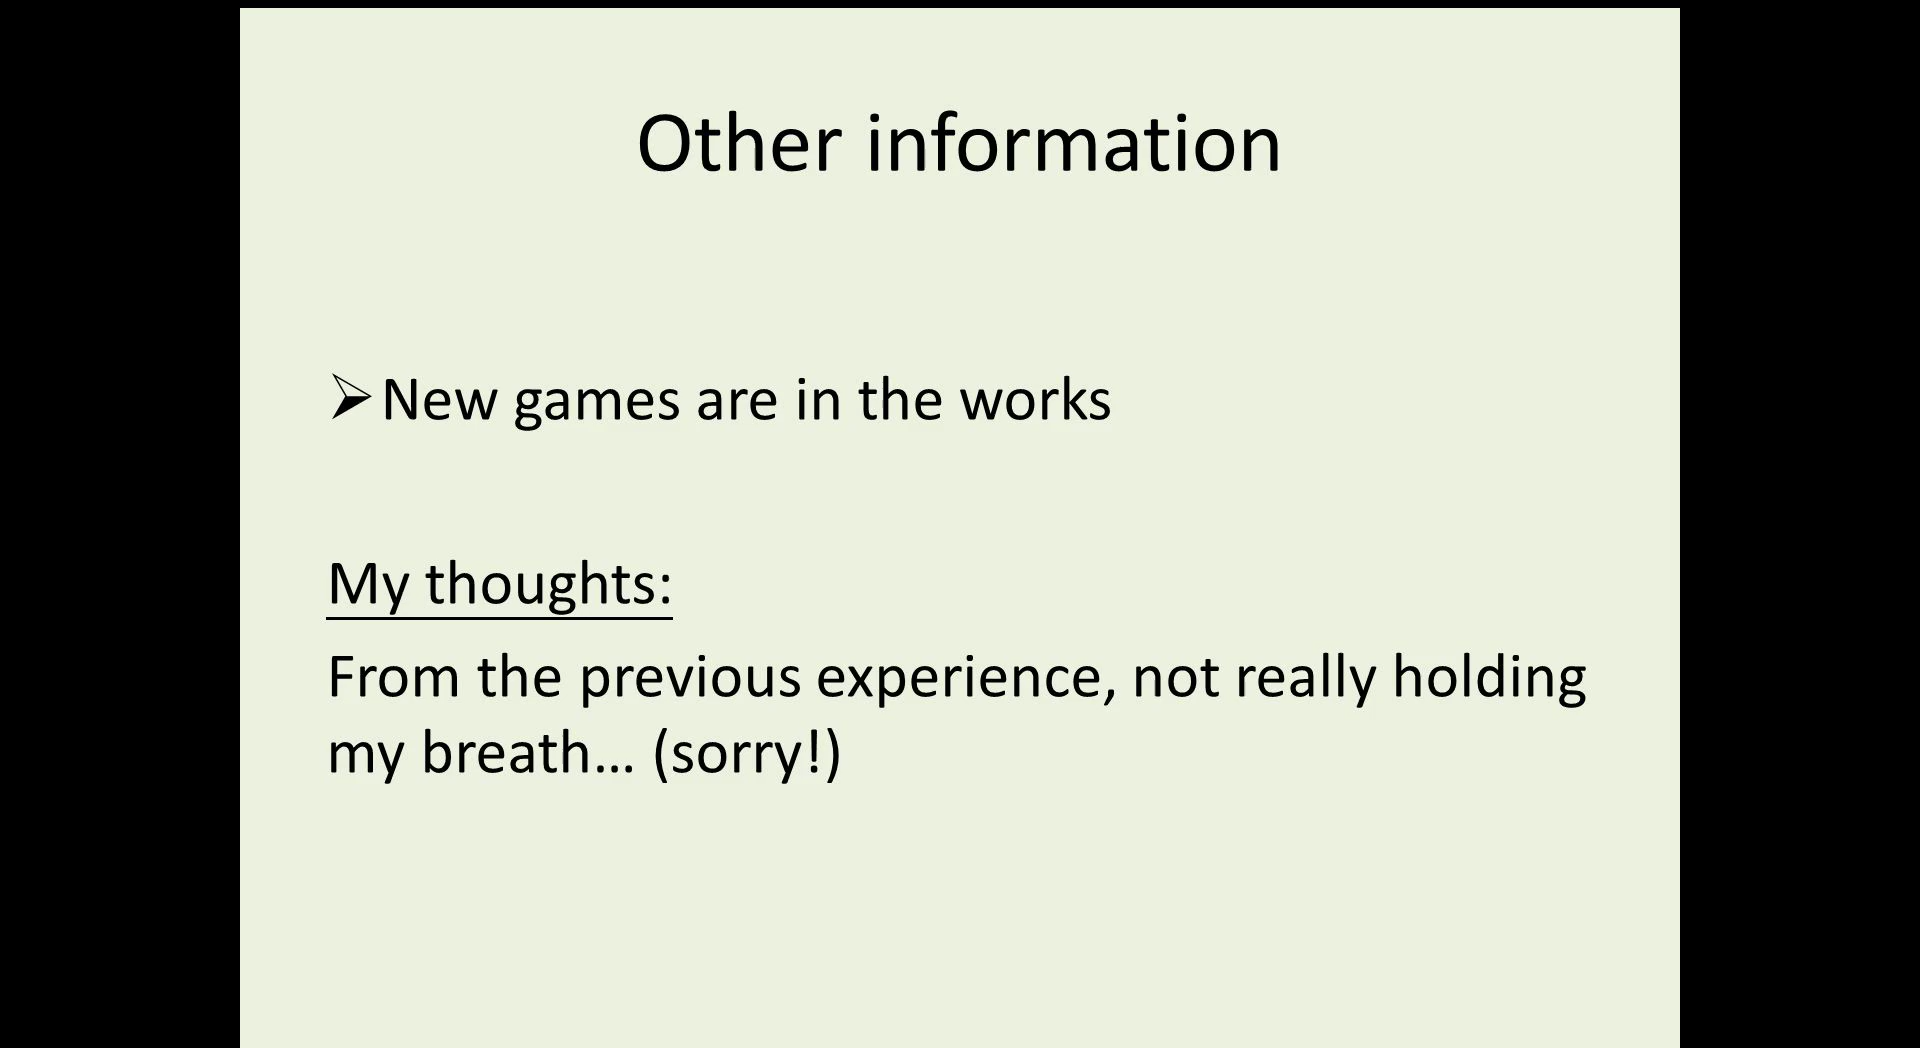 Other information
➢New games are in the works
My thoughts:
From the previous experience, not really holding
my breath... (sorry!)